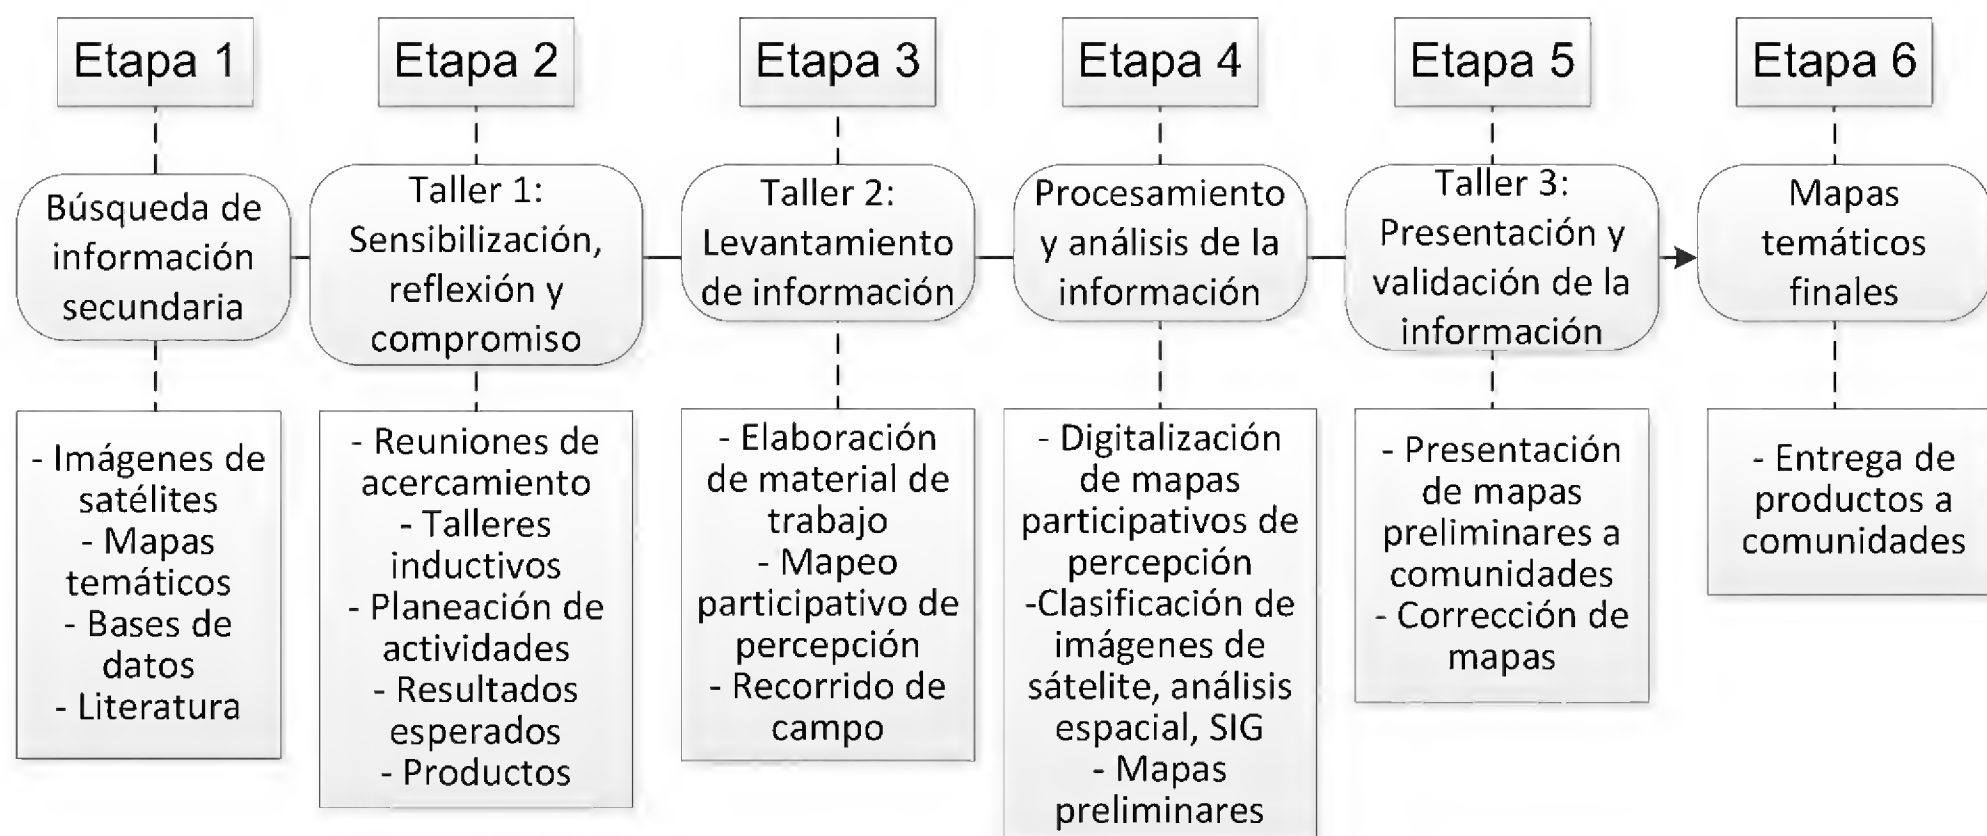 Etapa 1
Etapa 2
Etapa 3
Etapa 4
Etapa 5
Etapa 6
Búsqueda de
información
secundaria
Taller 1:
Sensibilización,
reflexión y
compromiso
Taller 2:
Levantamiento
de información
Procesamiento
y análisis de la
información
Taller 3:
Presentación y
validación de la
información
Mapas
temáticos
finales
- Imágenes de
satélites
- Mapas
temáticos
- Bases de
datos
- Literatura
- Reuniones de
acercamiento
- Talleres
inductivos
- Planeación de
actividades
- Resultados
esperados
- Productos
- Elaboración
de material de
trabajo
- Mapeo
participativo de
percepción
- Recorrido de
campo
- Digitalización
de mapas
participativos de
percepción
-Clasificación de
imágenes de
sátelite, análisis
espacial, SIG
- Mapas
preliminares
- Presentación
de mapas
preliminares a
comunidades
- Corrección de
mapas
- Entrega de
productos a
comunidades